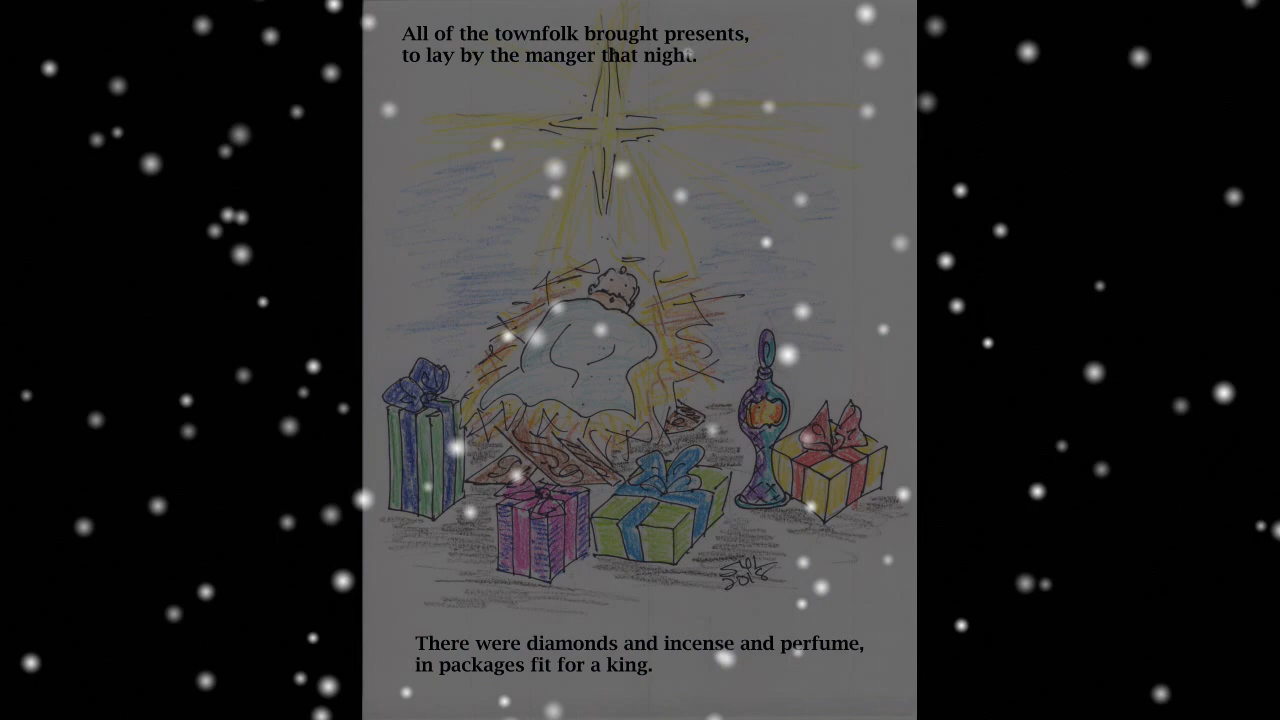 All of the townfolk brought presents,
to lay by the manger that night.
There were diamonds and incense and perfume,
in packages fit for a king.